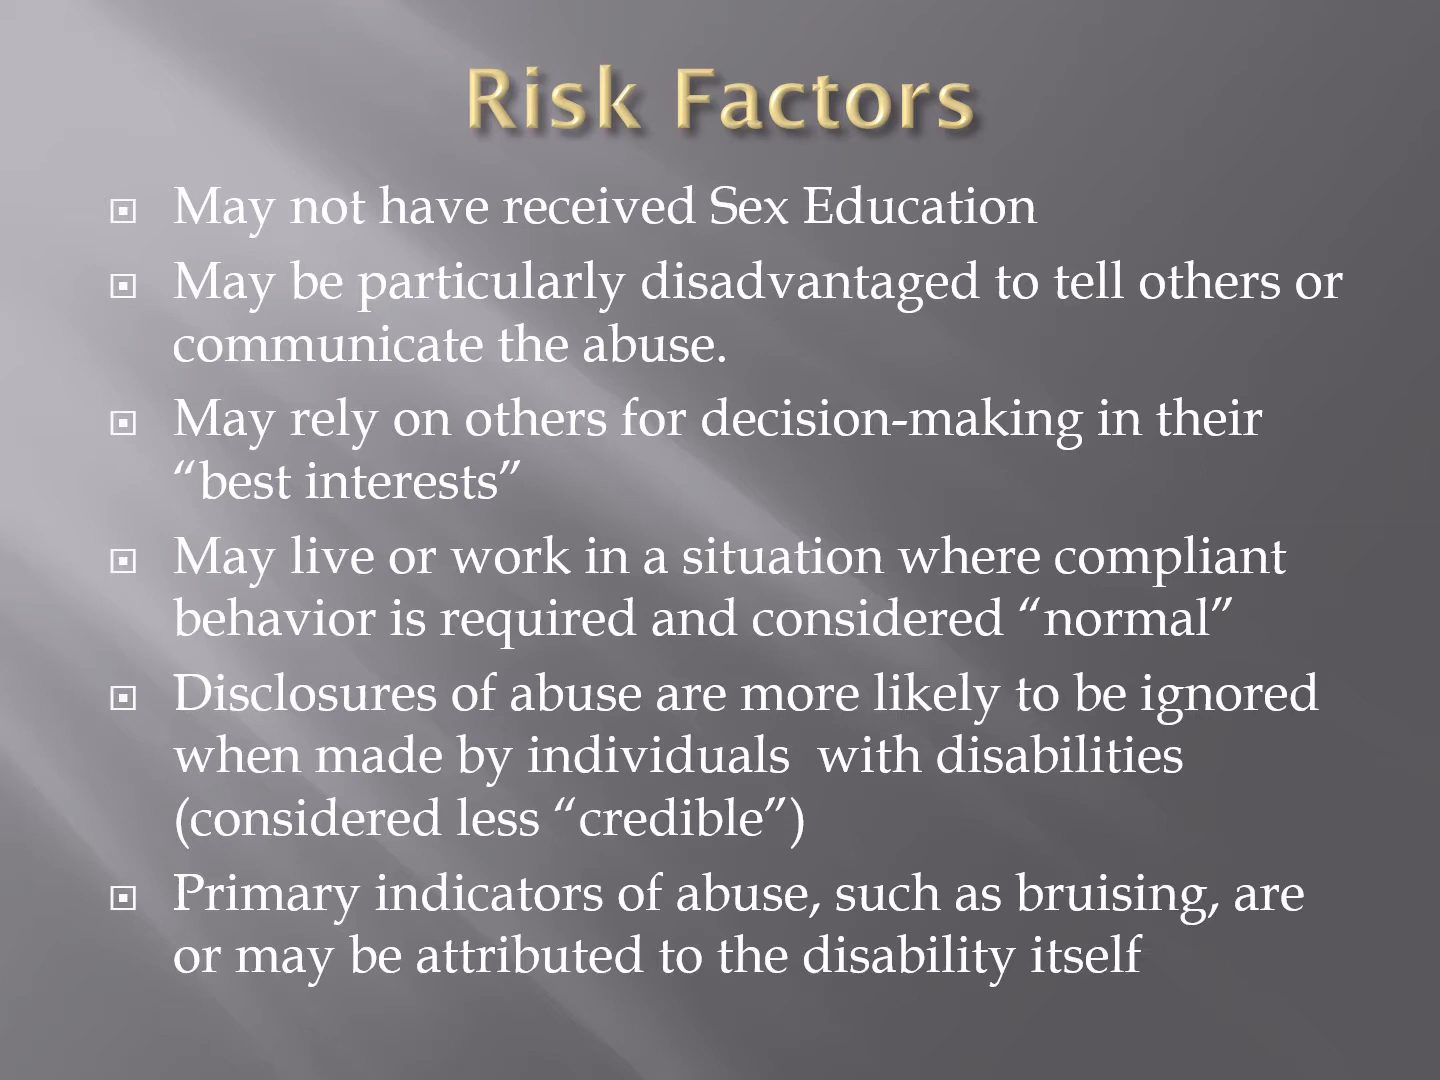 Risk Factors
May not have received Sex Education
May be particularly disadvantaged to tell others or
communicate the abuse.
May rely on others for decision-making in their
“best interests”
May live or work in a situation where compliant
behavior is required and considered “normal”
Disclosures of abuse are more likely to be ignored
when made by individuals  with disabilities
(considered less “credible”)
Primary indicators of abuse, such as bruising, are
or may be attributed to the disability itself